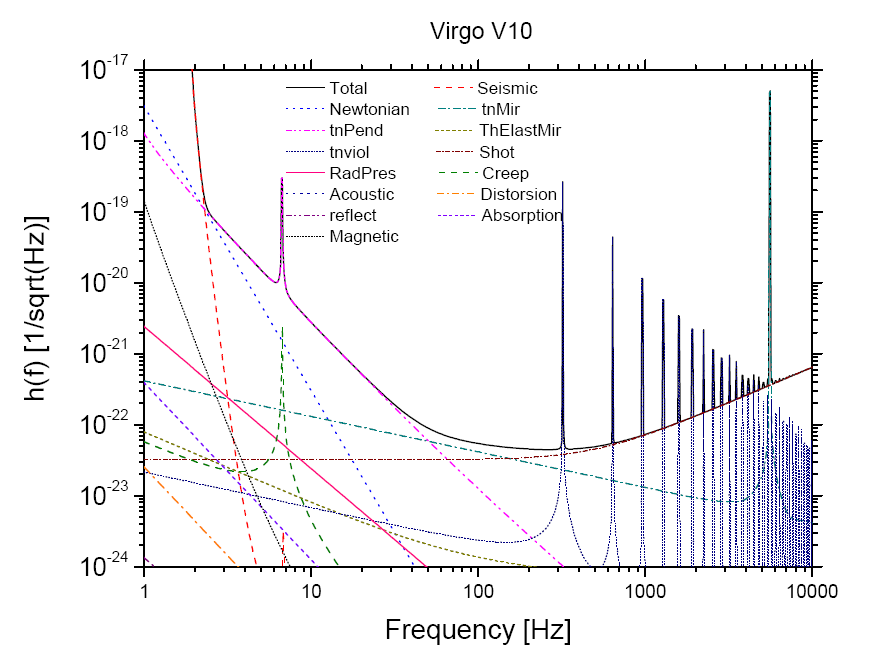 Virgo V10
h(f) [1/sqrt(Hz)]
10^-17
10^-18
10^-19
10^-20
10^-21
10^-22
10^-23
10^-24
Total Seismic
Newtonian tnMir
tnPend ThElastMir
tnviol Shot
RadPres Creep
Acoustic Distorsion
reflect Absorption
Magnetic
1 10 100 1000 10000
Frequency [Hz]